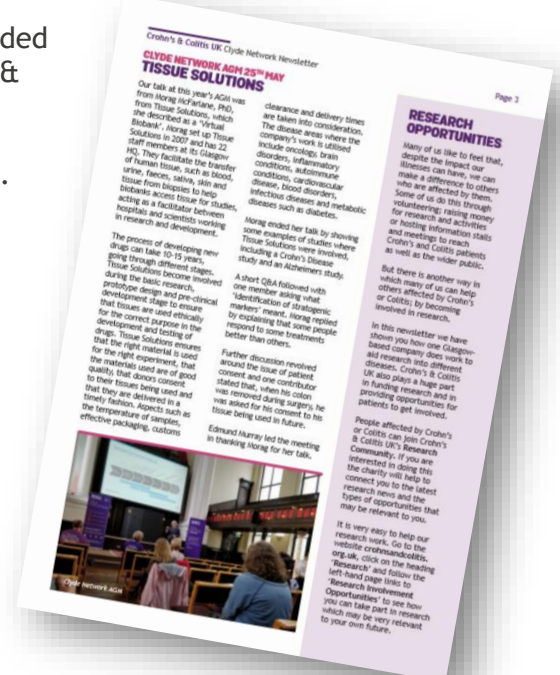 ded
&
.
Crohn's & Colitis UK Clyde Network Newsletter
Page 3
CLYDE NETWORK AGM 25TH MAY
TISSUE SOLUTIONS
Our talk at this year's AGM was
from Morag McFarlane, PhD,
from Tissue Solutions, which
she described as a 'Virtual
Biobank'. Morag set up Tissue
Solutions in 2007 and has 22
staff members at its Glasgow
HQ. They facilitate the transfer
of human tissue, such as blood,
urine, faeces, saliva, skin and
tissue from biopsies to help
biobanks access tissue for studies,
acting as a facilitator between
hospitals and scientists working
in research and development.
The process of developing new
drugs can take 10-15 years,
going through different stages.
Tissue Solutions become involved
during the basic research,
prototype design and pre-clinical
development stage to ensure
that tissues are used ethically
for the correct purpose in the
development and testing of
drugs. Tissue Solutions ensures
that the right material is used
for the right experiment, that
the materials used are of good
quality, that donors consent
to their tissues being used and
that they are delivered in a
timely fashion. Aspects such as
the temperature of samples,
effective packaging, customs
clearance and delivery times
are taken into consideration.
The disease areas where the
company's work is utilised
include oncology, brain
disorders, inflammatory
conditions, autoimmune
conditions, cardiovascular
disease, blood disorders,
infectious diseases and metabolic
diseases such as diabetes.
Morag ended her talk by showing
some examples of studies where
Tissue Solutions were involved,
including a Crohn's Disease
study and an Alzheimers study.
A short Q&A followed with
one member asking what
'identification of stratogenic
markers' meant. Morag replied
by explaining that some people
respond to some treatments
better than others.
Further discussion revolved
around the issue of patient
consent and one contributor
stated that, when his colon
was removed during surgery, he
was asked for his consent to his
tissue being used in future.
Edmund Murray led the meeting
in thanking Morag for her talk.
Clyde Network AGM
RESEARCH
OPPORTUNITIES
Many of us like to feel that,
despite the impact our
illnesses can have, we can
make a difference to others
who are affected by them.
Some of us do this through
volunteering; raising money
for research and activities
or hosting information stalls
and meetings to reach
Crohn's and Colitis patients
as well as the wider public.
But there is another way in
which many of us can help
others affected by Crohn's
or Colitis; by becoming
involved in research.
In this newsletter we have
shown you how one Glasgow-
based company does work to
aid research into different
diseases. Crohn's & Colitis
UK also plays a huge part
in funding research and in
providing opportunities for
patients to get involved.
People affected by Crohn's
or Colitis can join Crohn's
& Colitis UK's Research
Community. If you are
interested in doing this
the charity will help to
connect you to the latest
research news and the
types of opportunities that
may be relevant to you.
It is very easy to help our
research work. Go to the
website crohnsandcolitis.
org.uk, click on the heading
'Research' and follow the
left-hand page links to
'Research Involvement
Opportunities' to see how
you can take part in research
which may be very relevant
to your own future.